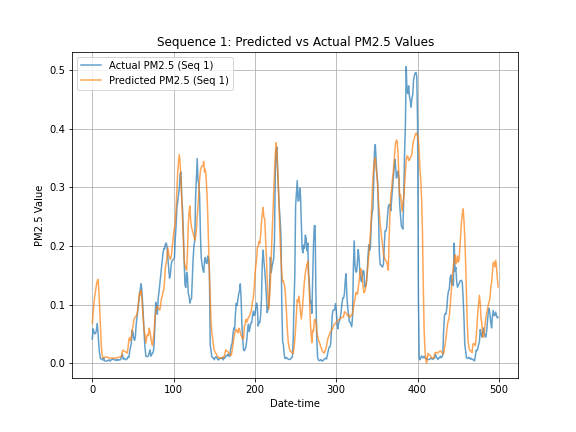 Sequence 1: Predicted vs Actual PM2.5 Values
Actual PM2.5 (Seq 1)
Predicted PM2.5 (Seq 1)
PM2.5 Value
0.5
0.4
0.3
0.2
0.1
0.0
0 100 200 300 400 500
Date-time